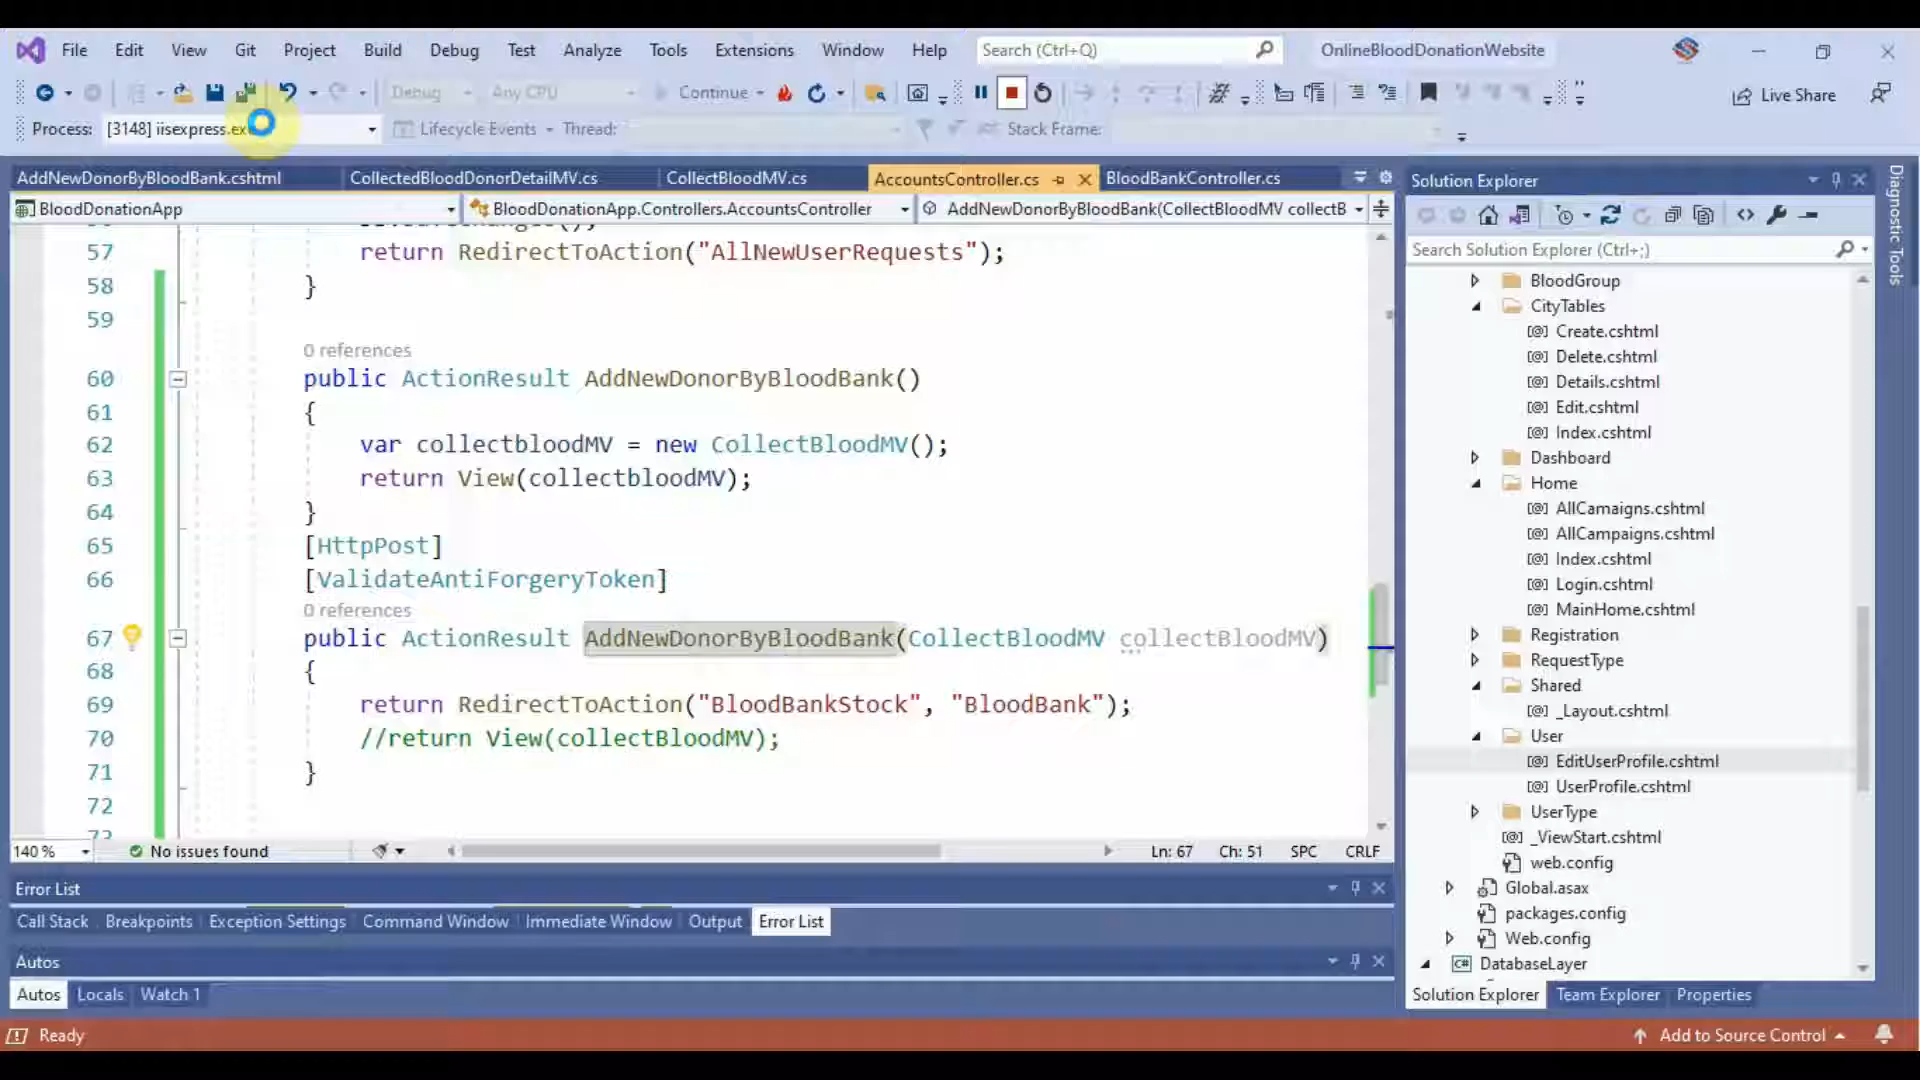 File Edit View Git Project Build Debug Test Analyze Tools Extensions Window Help Search (Ctrl+Q) OnlineBloodDonationWebsite
Debug Any CPU Continue Live Share
Process: [3148] iisexpress.ex Lifecycle Events Thread: Stack Frame:
AddNewDonorByBloodBank.cshtml CollectedBloodDonorDetailMV.cs CollectBloodMV.cs AccountsController.cs BloodBankController.cs
BloodDonationApp BloodDonationApp.Controllers.AccountsController AddNewDonorByBloodBank(CollectBloodMV collectB
57 return RedirectToAction("AllNewUserRequests");
58 }
59
0 references
60 public ActionResult AddNewDonorByBloodBank()
61 {
62 var collectbloodMV = new CollectBloodMV();
63 return View(collectbloodMV);
64 }
65 [HttpPost]
66 [ValidateAntiForgeryToken]
0 references
67 public ActionResult AddNewDonorByBloodBank(CollectBloodMV collectBloodMV)
68 {
69 return RedirectToAction("BloodBankStock", "BloodBank");
70 //return View(collectBloodMV);
71 }
72
73
140 % No issues found Ln: 67 Ch: 51 SPC CRLF
Error List
Call Stack Breakpoints Exception Settings Command Window Immediate Window Output Error List
Autos
Autos Locals Watch 1
Solution Explorer
Search Solution Explorer (Ctrl+;)
BloodGroup
CityTables
Create.cshtml
Delete.cshtml
Details.cshtml
Edit.cshtml
Index.cshtml
Dashboard
Home
AllCamaigns.cshtml
AllCampaigns.cshtml
Index.cshtml
Login.cshtml
MainHome.cshtml
Registration
RequestType
Shared
_Layout.cshtml
User
EditUserProfile.cshtml
UserProfile.cshtml
UserType
_ViewStart.cshtml
web.config
Global.asax
packages.config
Web.config
DatabaseLayer
Solution Explorer Team Explorer Properties
Diagnostic Tools
Ready Add to Source Control